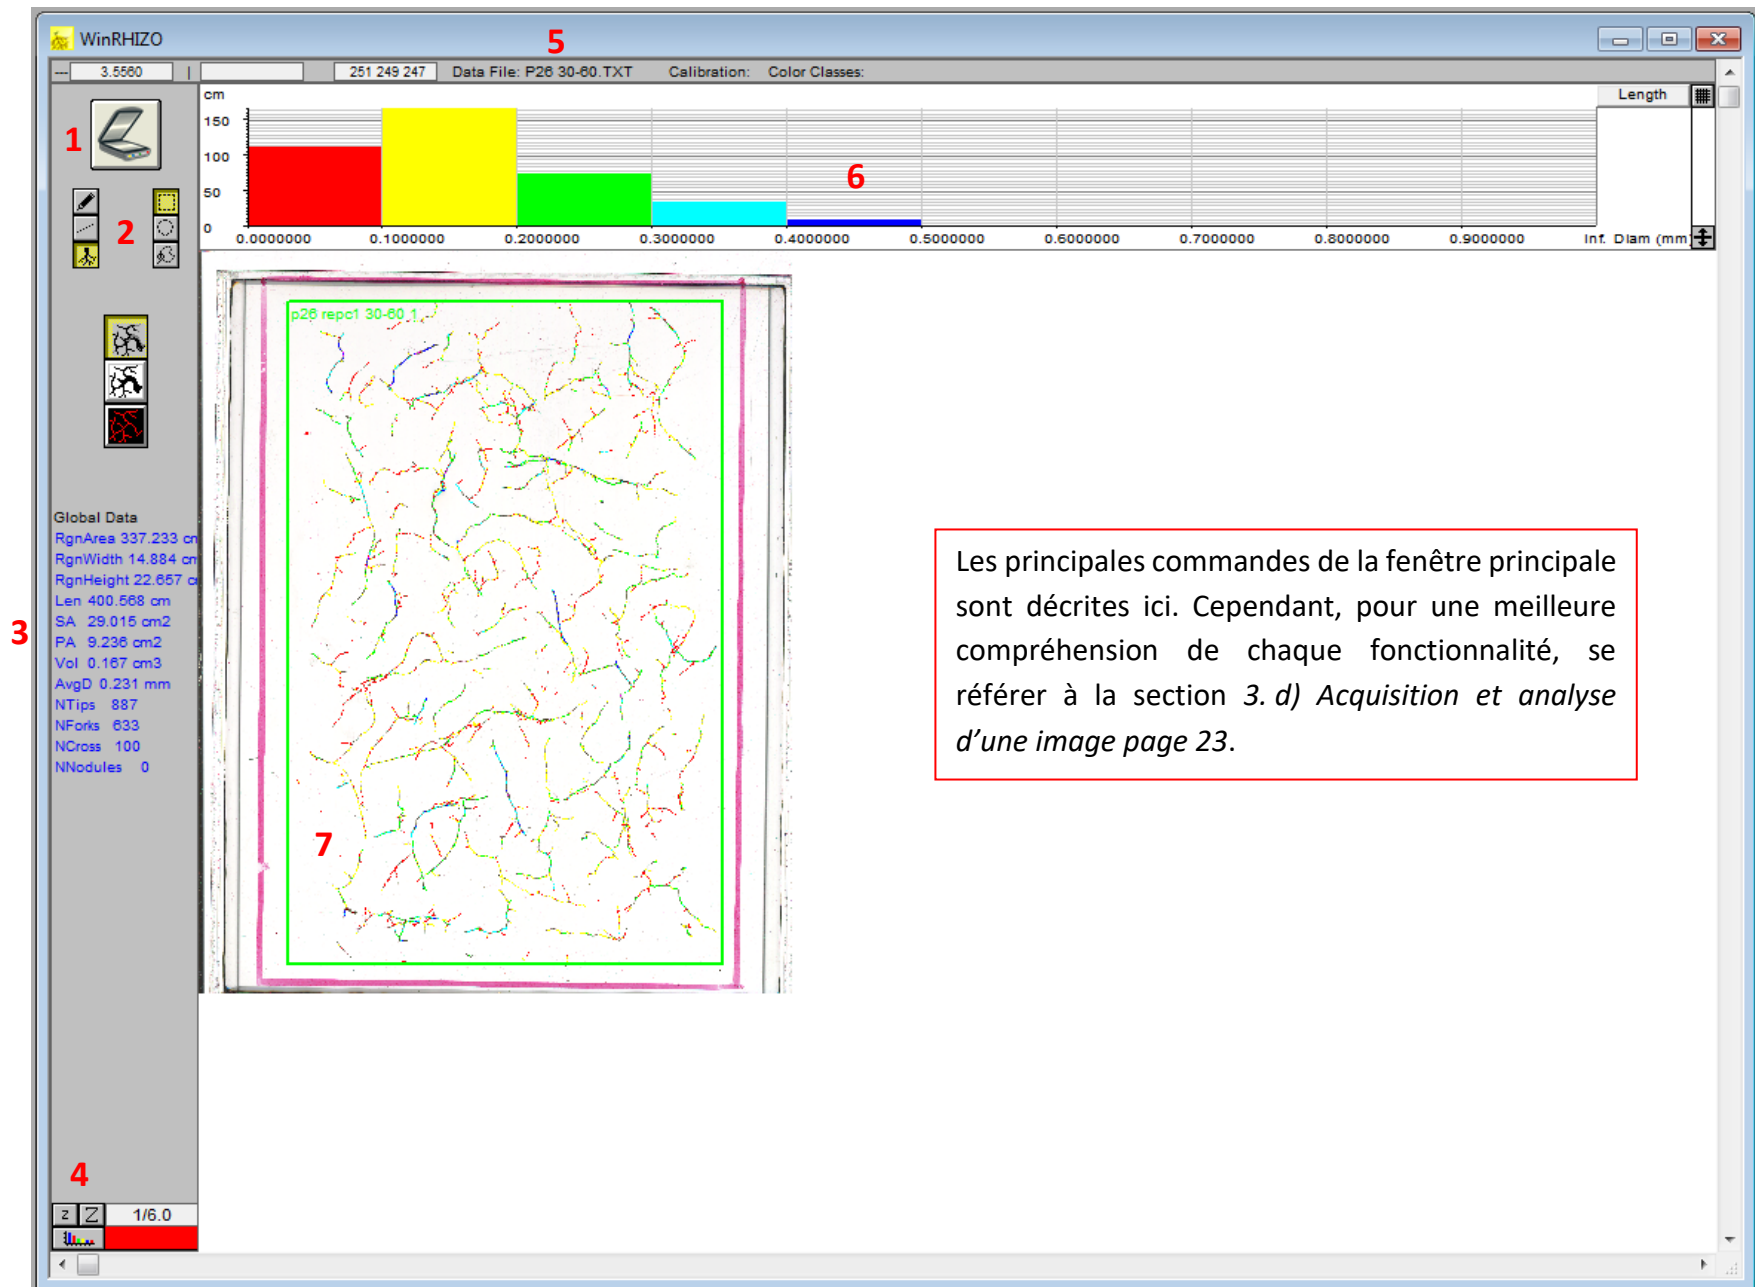 WinRHIZO
5
--- 3.5560 | 251 249 247 Data File: P26 30-60.TXT Calibration: Color Classes:
cm
Length
150
100
50
0
0.0000000 0.1000000 0.2000000 0.3000000 0.4000000 0.5000000 0.6000000 0.7000000 0.8000000 0.9000000 Inf. Diam (mm)
6
1
2
p26 repc1 30-60 1
Global Data
RgnArea 337.233 cm
RgnWidth 14.884 cm
RgnHeight 22.657 c
Len 400.568 cm
SA 29.015 cm2
PA 9.236 cm2
Vol 0.167 cm3
AvgD 0.231 mm
NTips 887
NForks 633
NCross 100
NNodules 0
3
Les principales commandes de la fenêtre principale
sont décrites ici. Cependant, pour une meilleure
compréhension de chaque fonctionnalité, se
référer à la section 3. d) Acquisition et analyse
d'une image page 23.
7
4
z Z 1/6.0